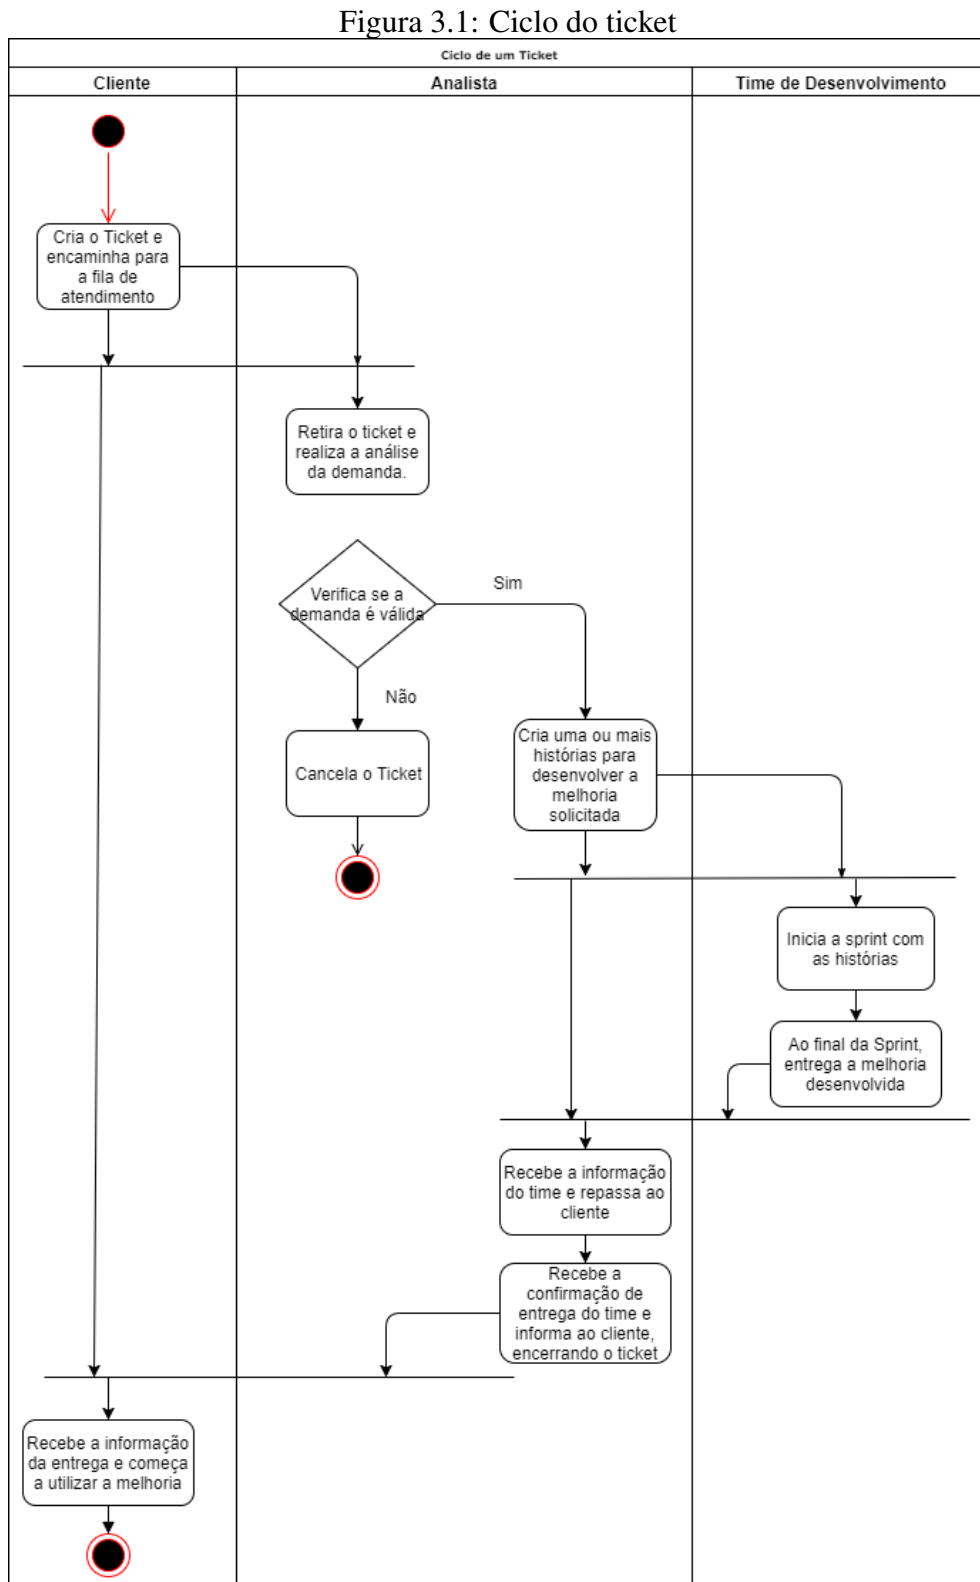 Figura 3.1: Ciclo do ticket
Ciclo de um Ticket
Cliente
Analista
Time de Desenvolvimento
Cria o Ticket e
encaminha para
a fila de
atendimento
Retira o ticket e
realiza a análise
da demanda.
Verifica se a
demanda é válida
Sim
Não
Cancela o Ticket
Cria uma ou mais
histórias para
desenvolver a
melhoria
solicitada
Inicia a sprint com
as histórias
Ao final da Sprint,
entrega a melhoria
desenvolvida
Recebe a informação
do time e repassa ao
cliente
Recebe a
confirmação de
entrega do time e
informa ao cliente,
encerrando o ticket
Recebe a informação
da entrega e começa
a utilizar a melhoria